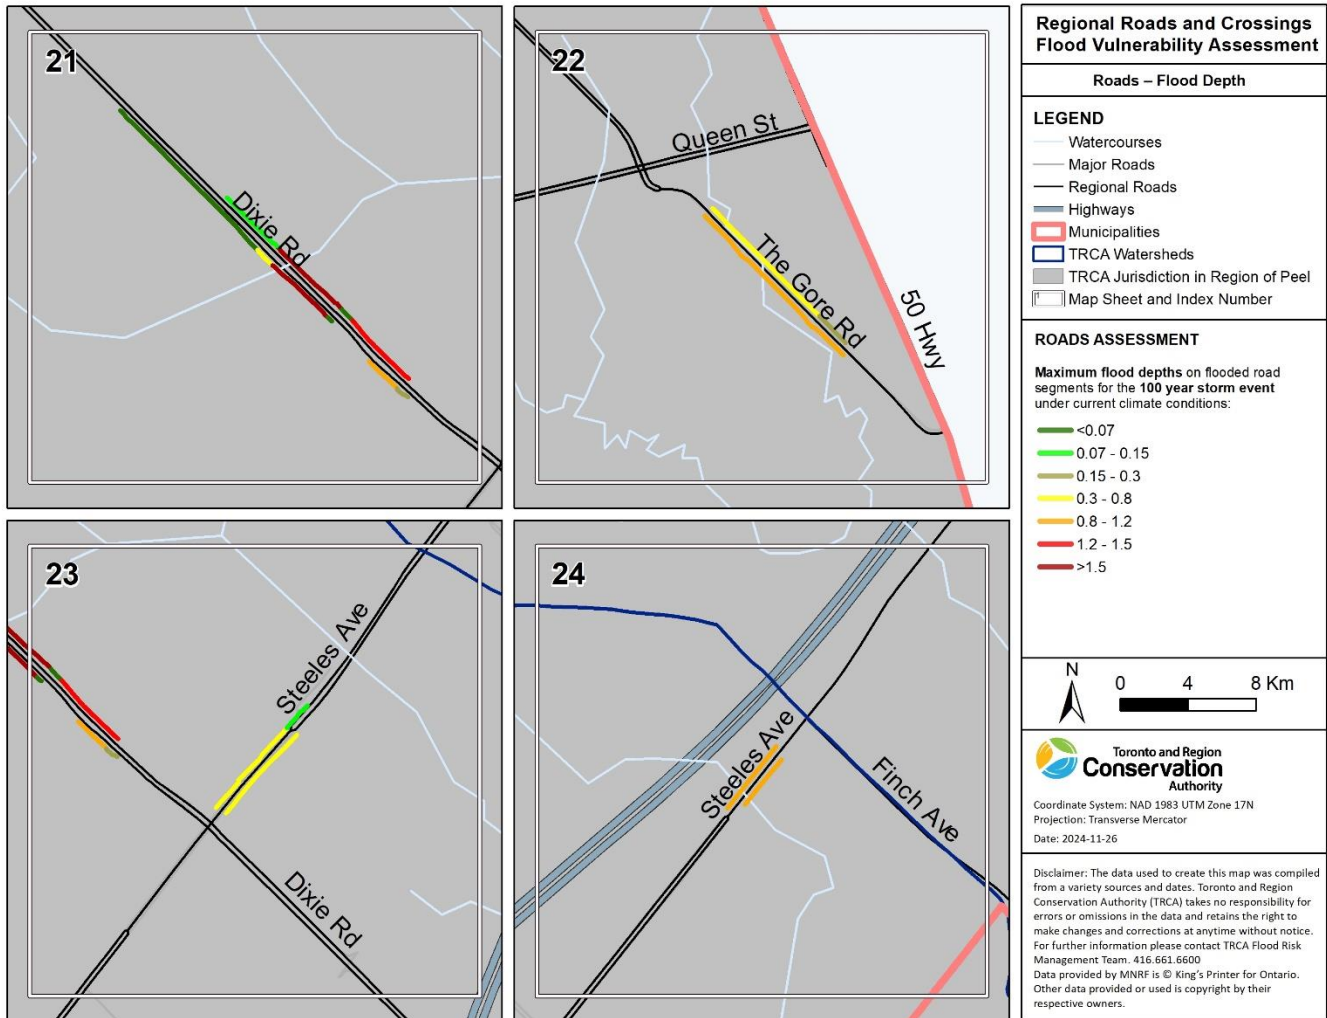 21
Dixie Rd
22
Queen St
The Gore Rd
50 Hwy
23
Steeles Ave
Dixie Rd
24
Steeles Ave
Finch Ave
Regional Roads and Crossings
Flood Vulnerability Assessment
Roads – Flood Depth
LEGEND
Watercourses
Major Roads
Regional Roads
Highways
Municipalities
TRCA Watersheds
TRCA Jurisdiction in Region of Peel
1 Map Sheet and Index Number
ROADS ASSESSMENT
Maximum flood depths on flooded road
segments for the 100 year storm event
under current climate conditions:
<0.07
0.07 - 0.15
0.15 - 0.3
0.3 - 0.8
0.8 - 1.2
1.2 - 1.5
>1.5
N
0 4 8 Km
Toronto and Region
Conservation
Authority
Coordinate System: NAD 1983 UTM Zone 17N
Projection: Transverse Mercator
Date: 2024-11-26
Disclaimer: The data used to create this map was compiled
from a variety sources and dates. Toronto and Region
Conservation Authority (TRCA) takes no responsibility for
errors or omissions in the data and retains the right to
make changes and corrections at anytime without notice.
For further information please contact TRCA Flood Risk
Management Team. 416.661.6600
Data provided by MNRF is © King's Printer for Ontario.
Other data provided or used is copyright by their
respective owners.